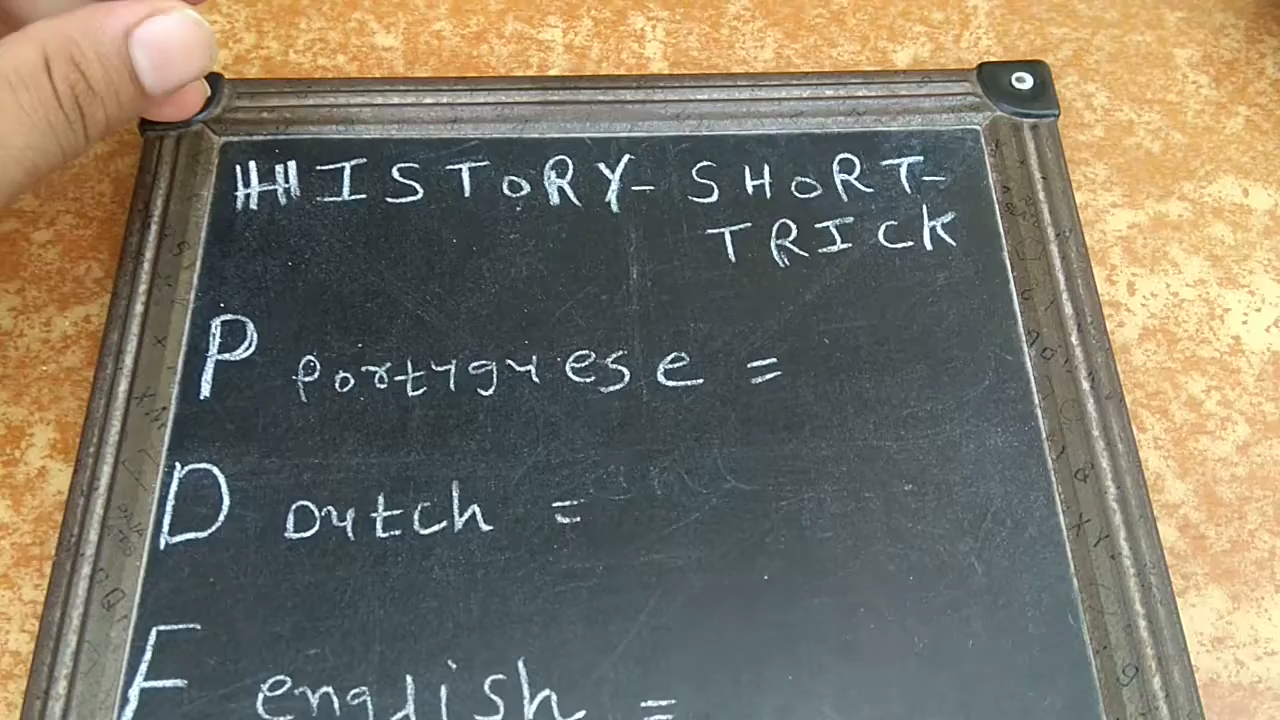 HISTORY- SHORT-
TRICK
P Portuguese =
D Dutch =
E english =